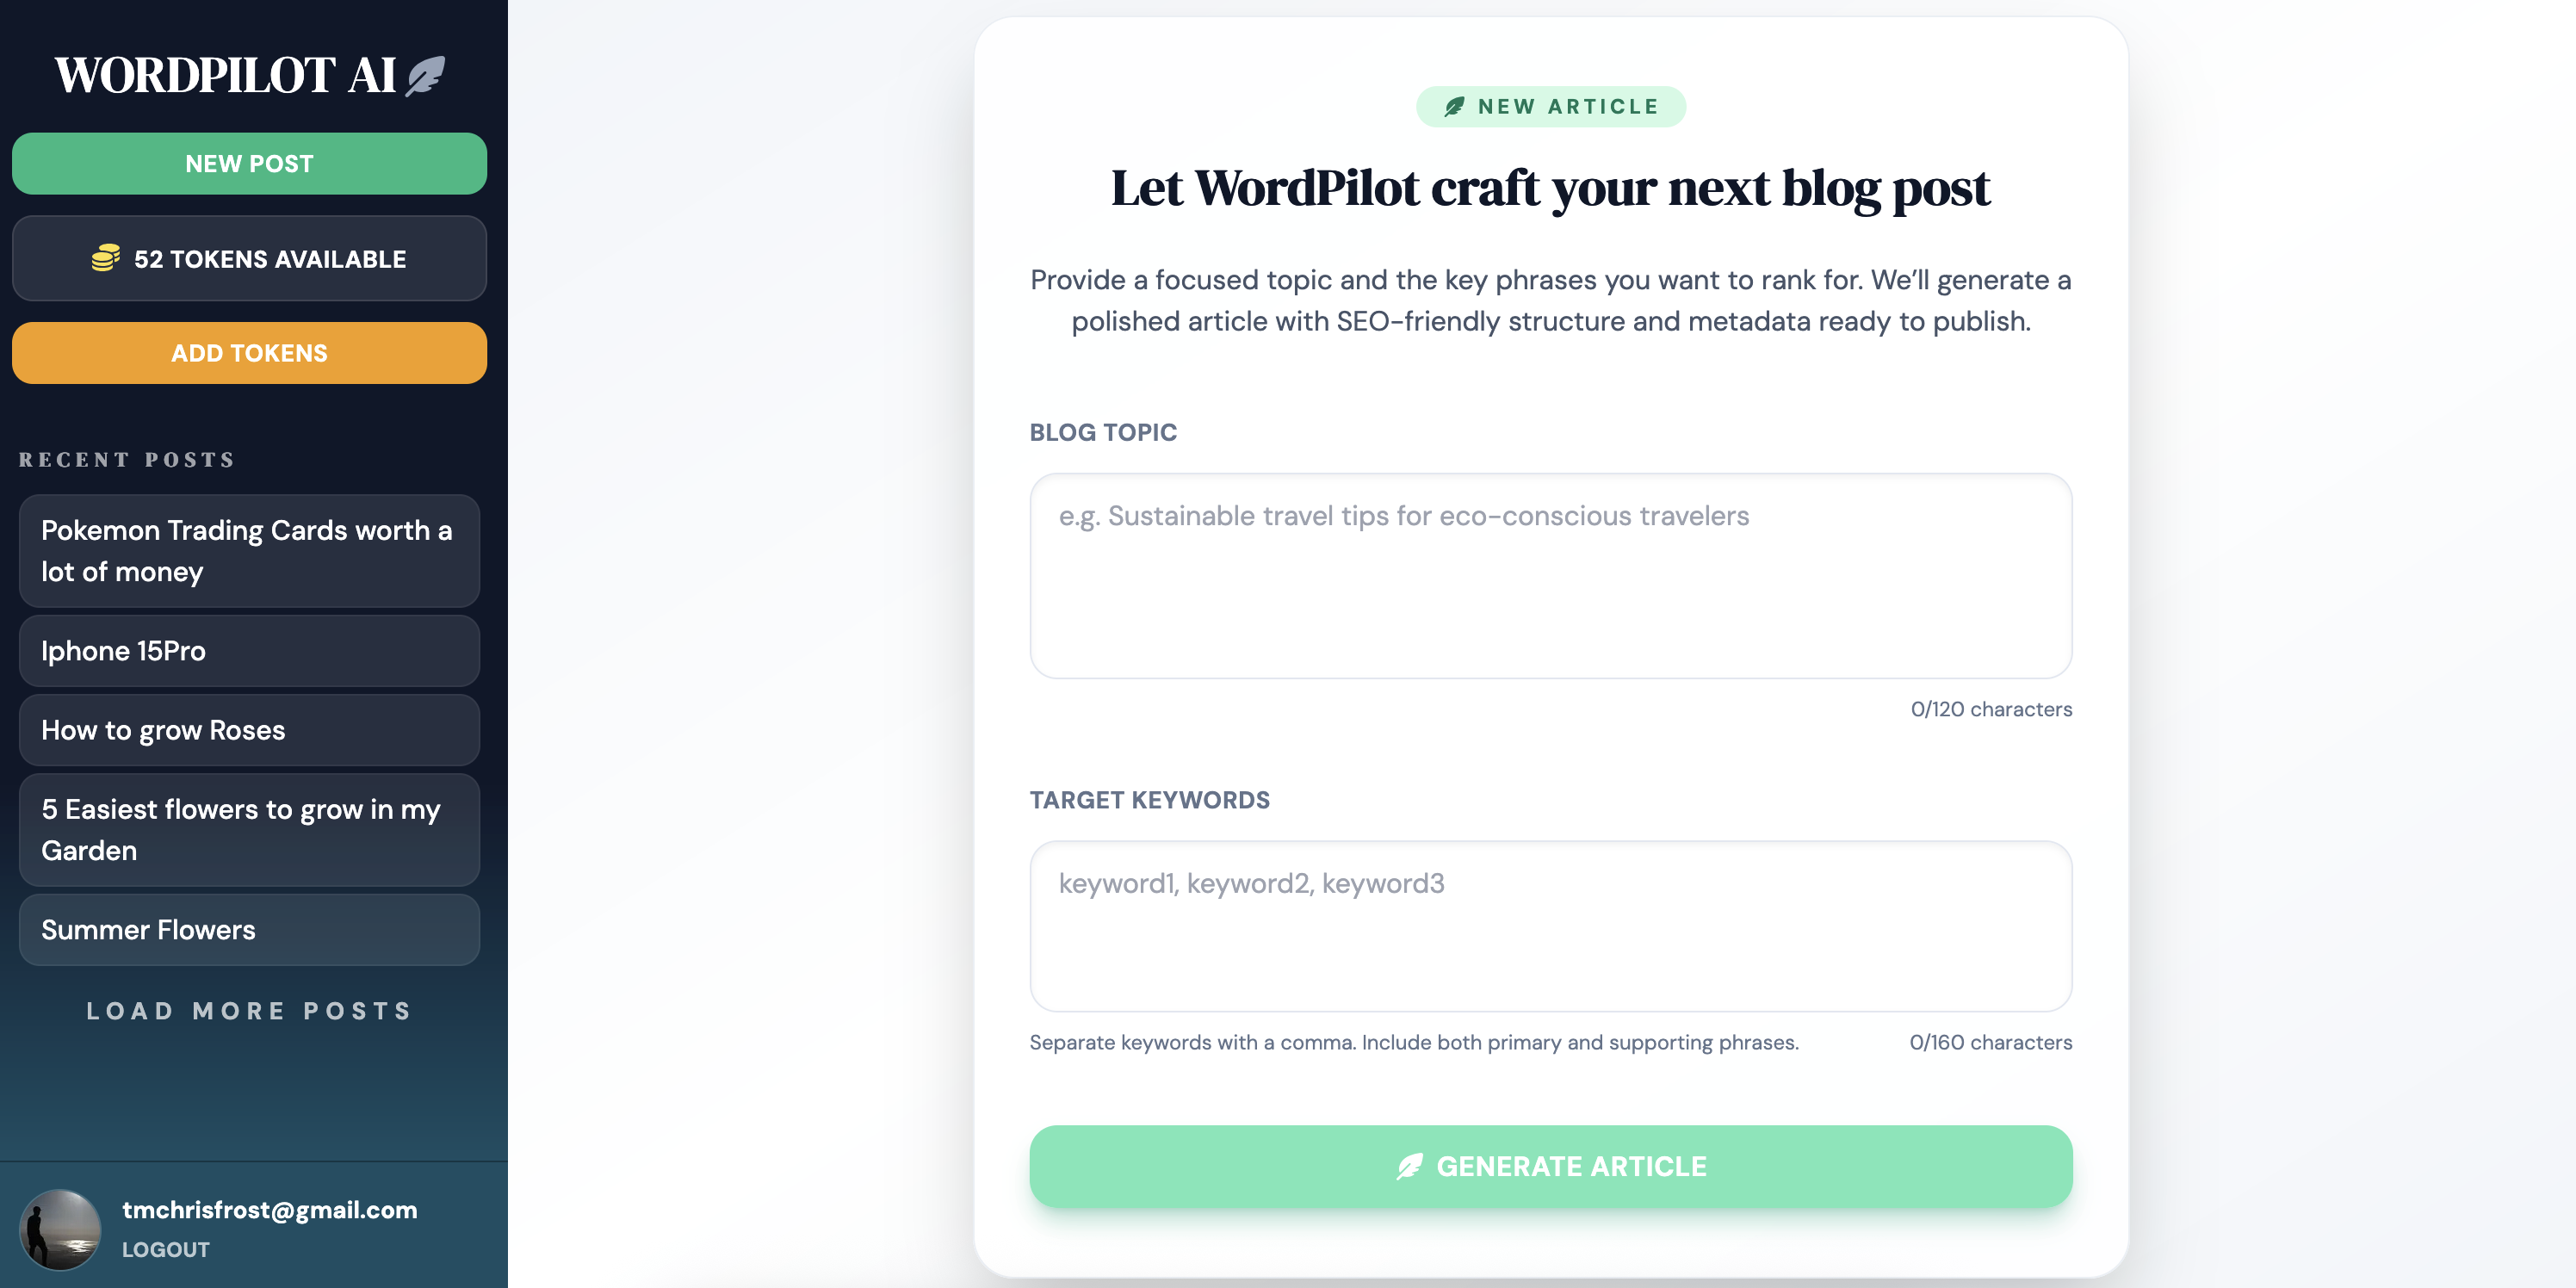 WORDPILOT AI
NEW POST
52 TOKENS AVAILABLE
ADD TOKENS
RECENT POSTS
Pokemon Trading Cards worth a
lot of money
Iphone 15Pro
How to grow Roses
5 Easiest flowers to grow in my
Garden
Summer Flowers
LOAD MORE POSTS
tmchrisfrost@gmail.com
LOGOUT
NEW ARTICLE
Let WordPilot craft your next blog post
Provide a focused topic and the key phrases you want to rank for. We’ll generate a
polished article with SEO-friendly structure and metadata ready to publish.
BLOG TOPIC
e.g. Sustainable travel tips for eco-conscious travelers
0/120 characters
TARGET KEYWORDS
keyword1, keyword2, keyword3
Separate keywords with a comma. Include both primary and supporting phrases. 0/160 characters
GENERATE ARTICLE